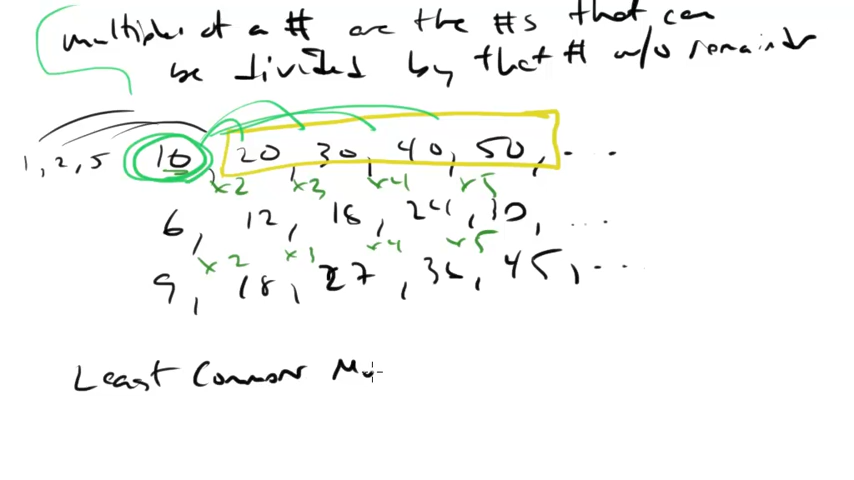 multiples of a # are the #s that can
be divided by that # w/o remainder
1, 2, 5 10, 20, 30, 40, 50, ...
x2 x3 x4 x5
6, 12, 18, 24, 30, ...
x2 x3 x4 x5
9, 18, 27, 36, 45, ...
Least Common Mu